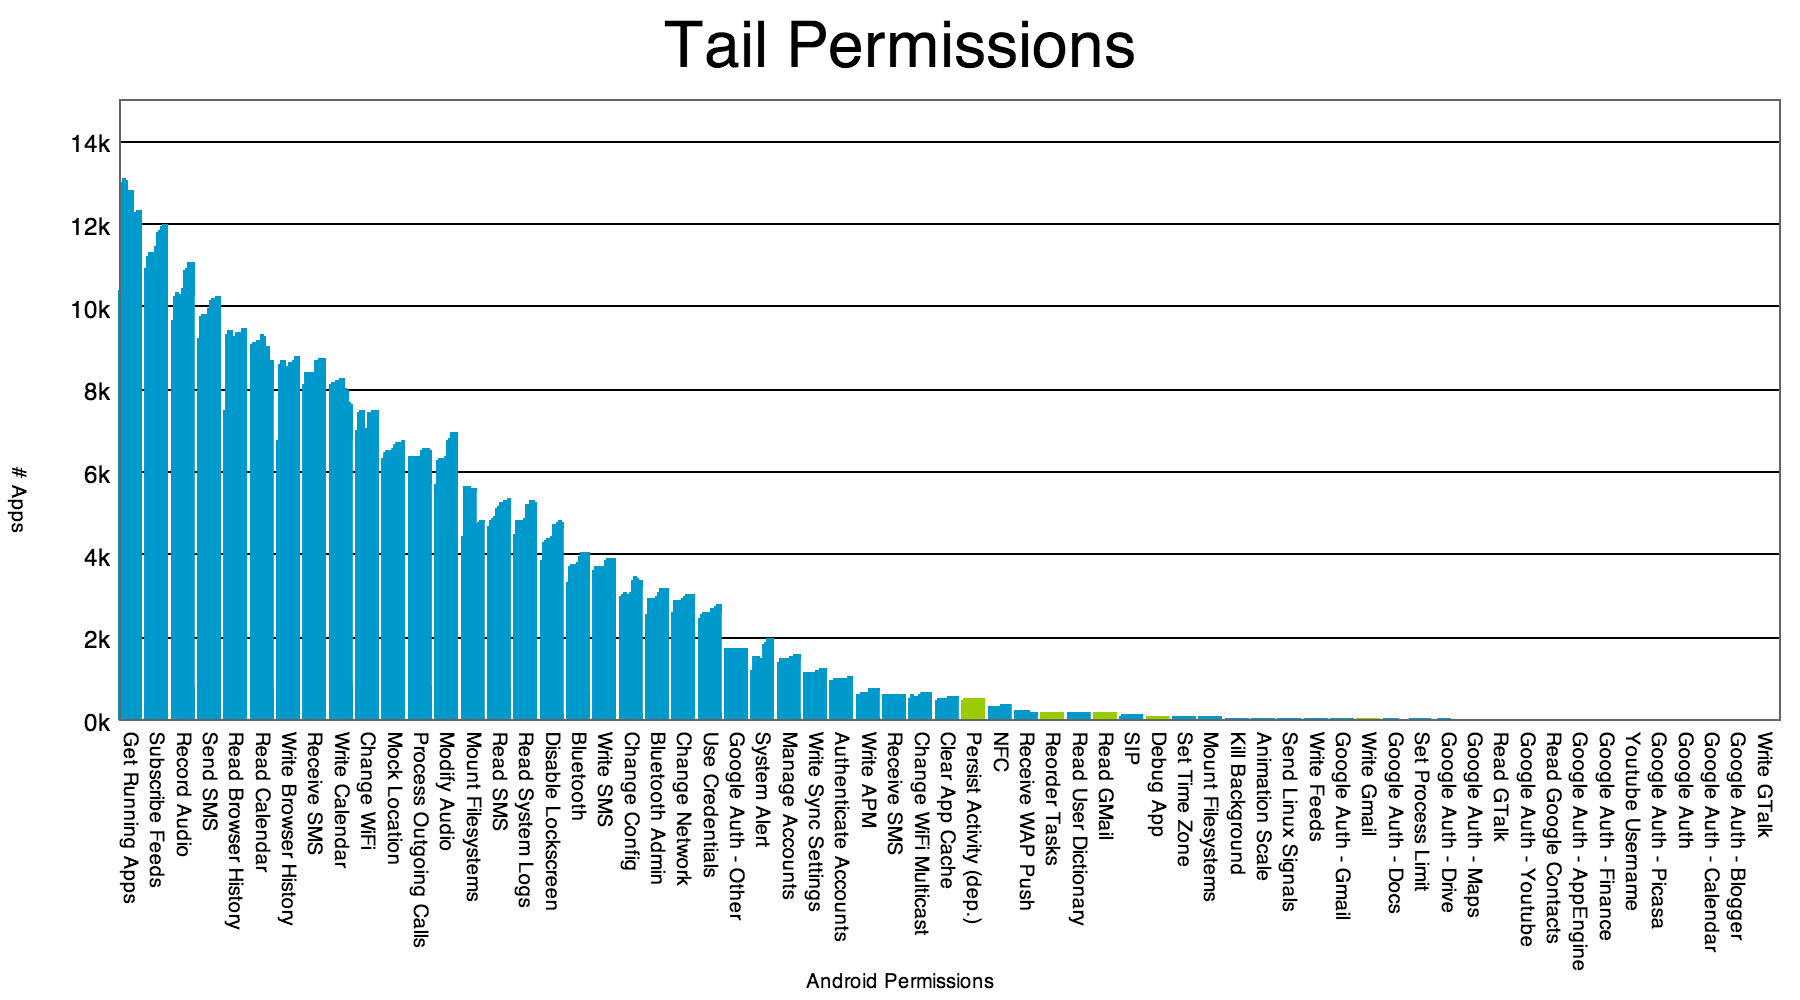 Tail Permissions
14k
12k
10k
8k
6k
4k
2k
0k
# Apps
Get Running Apps
Subscribe Feeds
Record Audio
Send SMS
Read Browser History
Read Calendar
Write Browser History
Receive SMS
Write Calendar
Change WiFi
Mock Location
Process Outgoing Calls
Modify Audio
Mount Filesystems
Read SMS
Read System Logs
Disable Lockscreen
Bluetooth
Write SMS
Change Config
Bluetooth Admin
Change Network
Use Credentials
Google Auth - Other
System Alert
Manage Accounts
Write Sync Settings
Authenticate Accounts
Write APM
Receive SMS
Change WiFi Multicast
Clear App Cache
Persist Activity (dep.)
NFC
Receive WAP Push
Reorder Tasks
Read User Dictionary
Read GMail
SIP
Debug App
Set Time Zone
Mount Filesystems
Kill Background
Animation Scale
Send Linux Signals
Write Feeds
Google Auth - Gmail
Write Gmail
Google Auth - Docs
Set Process Limit
Google Auth - Drive
Google Auth - Maps
Read GTalk
Google Auth - Youtube
Read Google Contacts
Google Auth - AppEngine
Google Auth - Finance
Youtube Username
Google Auth - Picasa
Google Auth
Google Auth - Calendar
Google Auth - Blogger
Write GTalk
Android Permissions